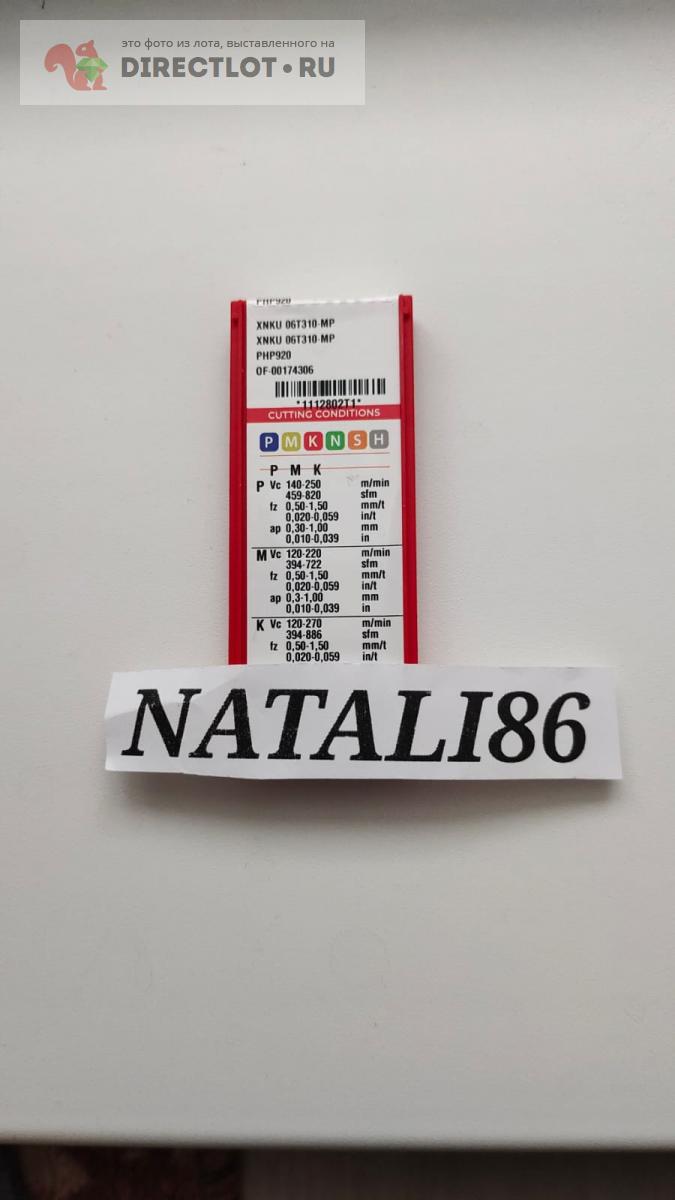 это фото из лота, выставленного на
DIRECTLOT•RU
PHP920
XNKU 06T310-MP
XNKU 06T310-MP
PHP920
OF-00174306
*1112802T1*
CUTTING CONDITIONS
P M K N S H
P M K
P Vc 140-250 m/min
459-820 sfm
fz 0,50-1,50 mm/t
0,020-0,059 in/t
ap 0,30-1,00 mm
0,010-0,039 in
M Vc 120-220 m/min
394-722 sfm
fz 0,50-1,50 mm/t
0,020-0,059 in/t
ap 0,3-1,00 mm
0,010-0,039 in
K Vc 120-270 m/min
394-886 sfm
fz 0,50-1,50 mm/t
0,020-0,059 in/t
NATALI86